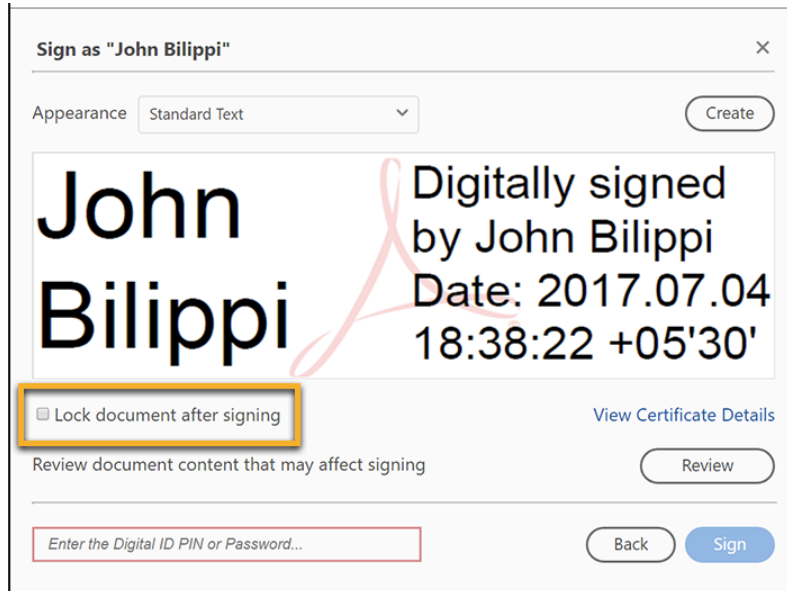 Sign as "John Bilippi"
Appearance Standard Text Create
John
Bilippi
Digitally signed
by John Bilippi
Date: 2017.07.04
18:38:22 +05'30'
Lock document after signing View Certificate Details
Review document content that may affect signing Review
Enter the Digital ID PIN or Password... Back Sign